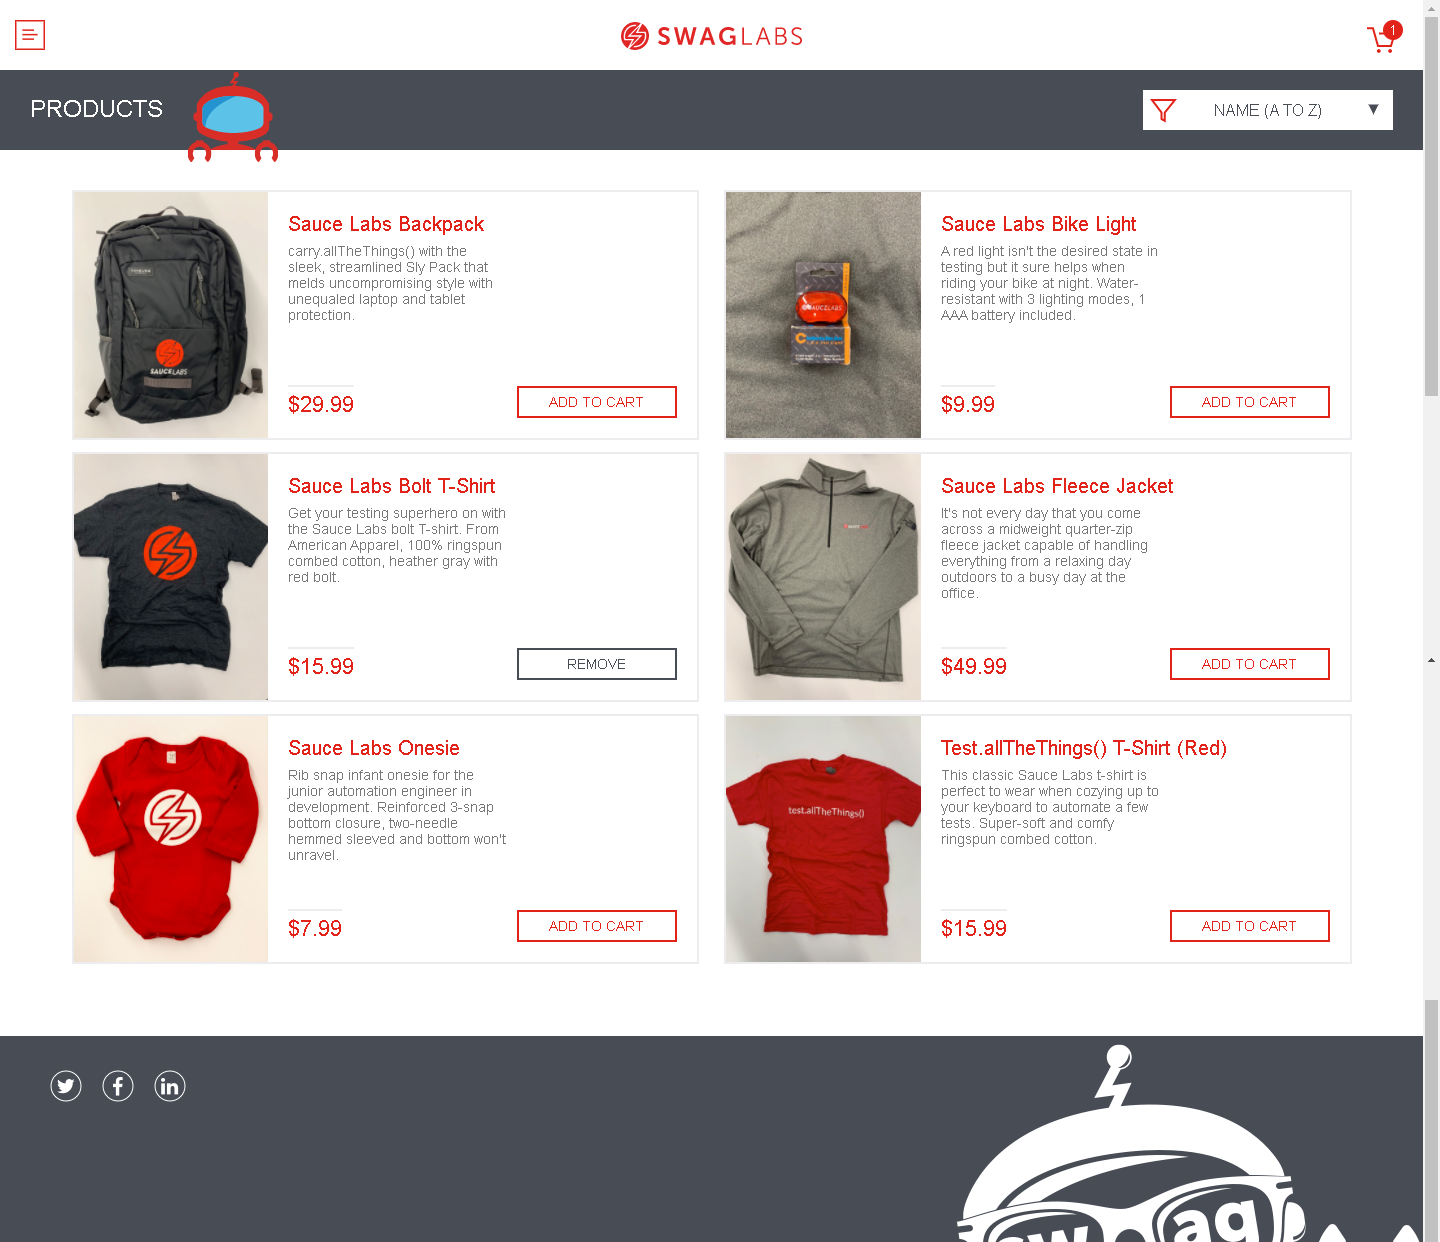 SWAGLABS
1
PRODUCTS
NAME (A TO Z)
Sauce Labs Backpack
carry.allTheThings() with the
sleek, streamlined Sly Pack that
melds uncompromising style with
unequaled laptop and tablet
protection.
SAUCELABS
$29.99
ADD TO CART
Sauce Labs Bike Light
A red light isn't the desired state in
testing but it sure helps when
riding your bike at night. Water-
resistant with 3 lighting modes, 1
AAA battery included.
SAUCELABS
$9.99
ADD TO CART
Sauce Labs Bolt T-Shirt
Get your testing superhero on with
the Sauce Labs bolt T-shirt. From
American Apparel, 100% ringspun
combed cotton, heather gray with
red bolt.
$15.99
REMOVE
Sauce Labs Fleece Jacket
It's not every day that you come
across a midweight quarter-zip
fleece jacket capable of handling
everything from a relaxing day
outdoors to a busy day at the
office.
$49.99
ADD TO CART
Sauce Labs Onesie
Rib snap infant onesie for the
junior automation engineer in
development. Reinforced 3-snap
bottom closure, two-needle
hemmed sleeved and bottom won't
unravel.
$7.99
ADD TO CART
Test.allTheThings() T-Shirt (Red)
This classic Sauce Labs t-shirt is
perfect to wear when cozying up to
your keyboard to automate a few
tests. Super-soft and comfy
ringspun combed cotton.
test.allTheThings()
$15.99
ADD TO CART
swag